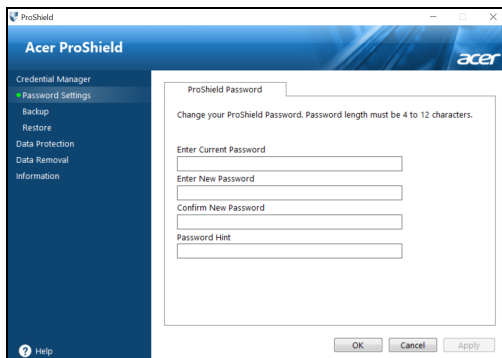 ProShield
Acer ProShield
acer
Credential Manager
Password Settings
Backup
Restore
Data Protection
Data Removal
Information
Help
ProShield Password
Change your ProShield Password. Password length must be 4 to 12 characters.
Enter Current Password
Enter New Password
Confirm New Password
Password Hint
OK Cancel Apply